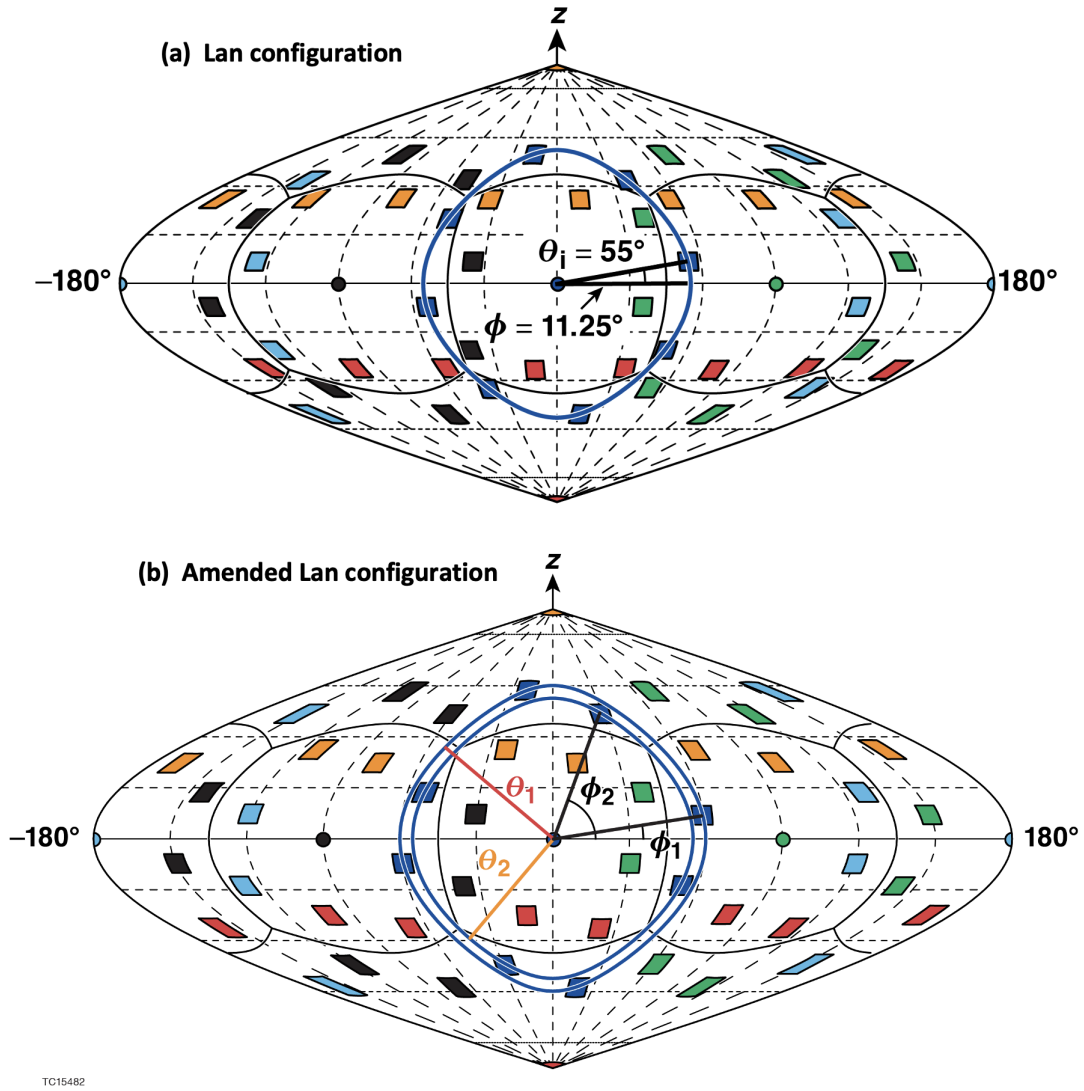 z
(a) Lan configuration
θi = 55°
−180°
180°
ϕ = 11.25°
z
(b) Amended Lan configuration
θ1
ϕ2
−180°
180°
ϕ1
θ2
TC15482